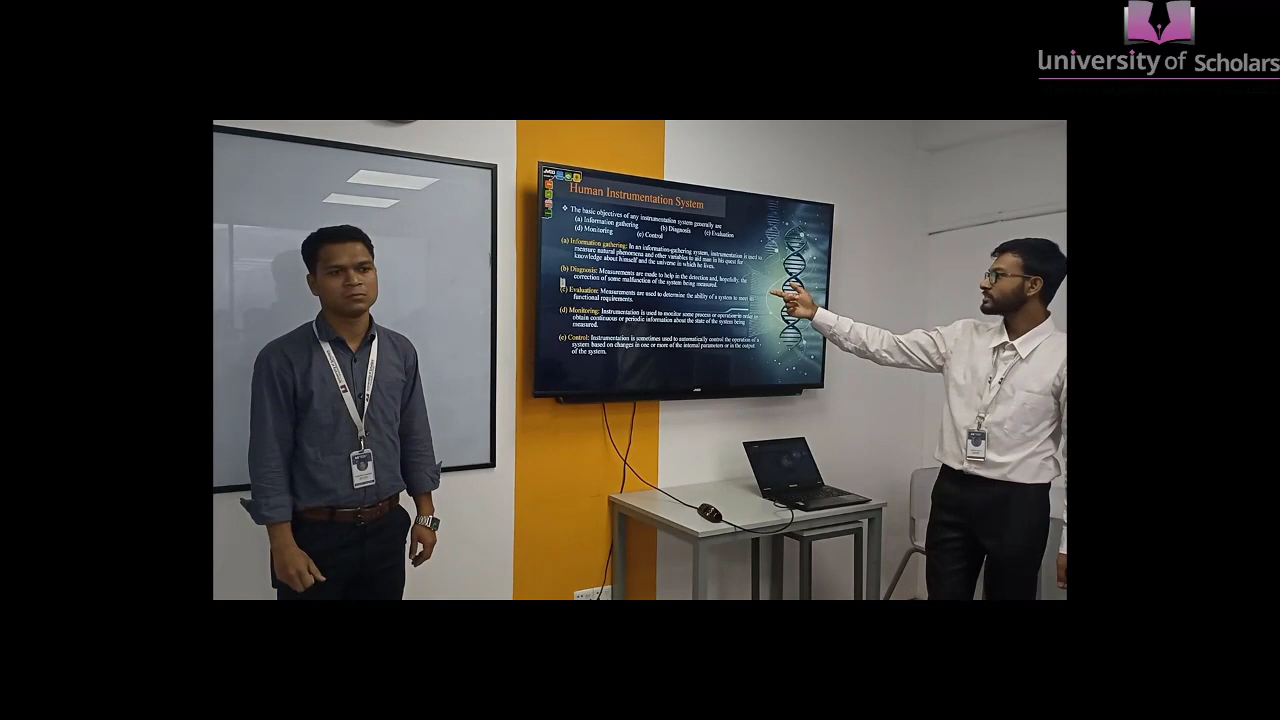 University of Scholars
Human Instrumentation System
❖ The basic objectives of any instrumentation system generally are
(a) Information gathering (b) Diagnosis (c) Evaluation
(d) Monitoring (e) Control
(a) Information gathering: In an information-gathering system, instrumentation is used to
measure natural phenomena and other variables to aid man in his quest for
knowledge about himself and the universe in which he lives.
(b) Diagnosis: Measurements are made to help in the detection and, hopefully, the
correction of some malfunction of the system being measured.
(c) Evaluation: Measurements are used to determine the ability of a system to meet its
functional requirements.
(d) Monitoring: Instrumentation is used to monitor some process or operation in order to
obtain continuous or periodic information about the state of the system being
measured.
(e) Control: Instrumentation is sometimes used to automatically control the operation of a
system based on changes in one or more of the internal parameters or in the output
of the system.